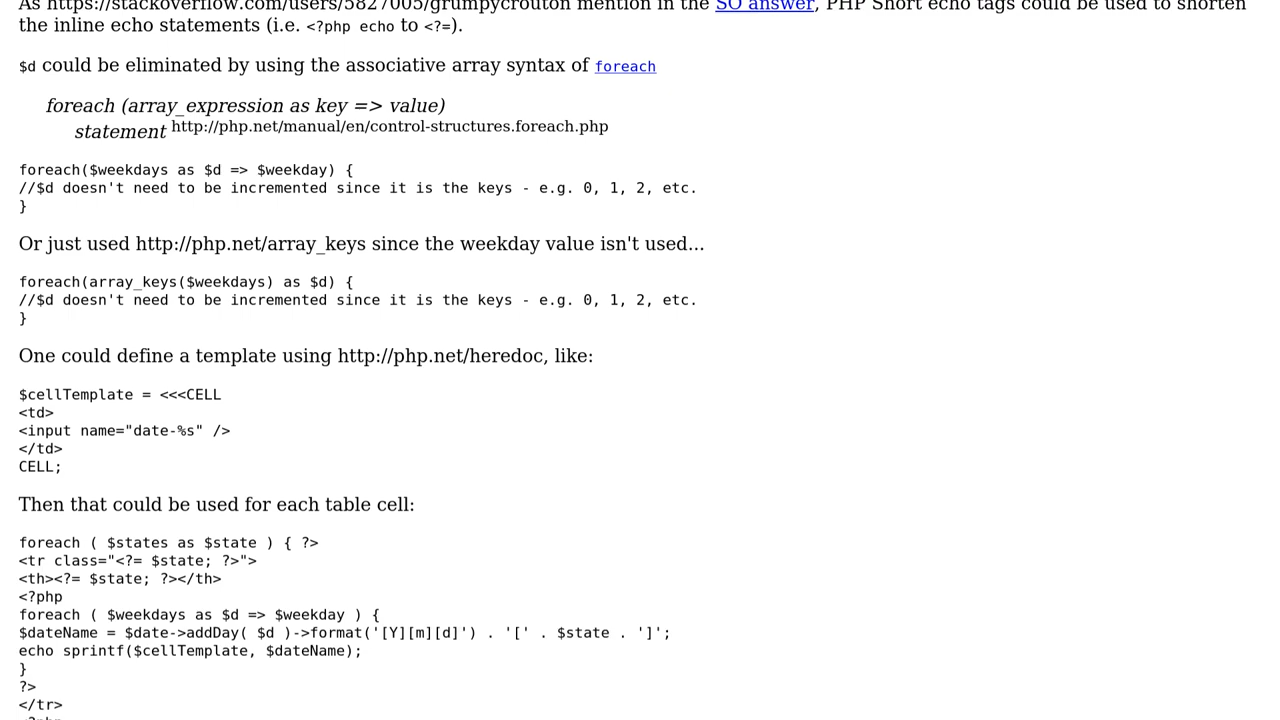 As https://stackoverflow.com/users/5827005/grumpycrouton mention in the SO answer, PHP Short echo tags could be used to shorten
the inline echo statements (i.e. <?php echo to <?=).
$d could be eliminated by using the associative array syntax of foreach
foreach (array_expression as key => value)
statement http://php.net/manual/en/control-structures.foreach.php
foreach($weekdays as $d => $weekday) {
//$d doesn't need to be incremented since it is the keys - e.g. 0, 1, 2, etc.
}
Or just used http://php.net/array_keys since the weekday value isn't used...
foreach(array_keys($weekdays) as $d) {
//$d doesn't need to be incremented since it is the keys - e.g. 0, 1, 2, etc.
}
One could define a template using http://php.net/heredoc, like:
$cellTemplate = <<<CELL
<td>
<input name="date-%s" />
</td>
CELL;
Then that could be used for each table cell:
foreach ( $states as $state ) { ?>
<tr class="<?= $state; ?>">
<th><?= $state; ?></th>
<?php
foreach ( $weekdays as $d => $weekday ) {
$dateName = $date->addDay( $d )->format('[Y][m][d]') . '[' . $state . ']';
echo sprintf($cellTemplate, $dateName);
}
?>
</tr>